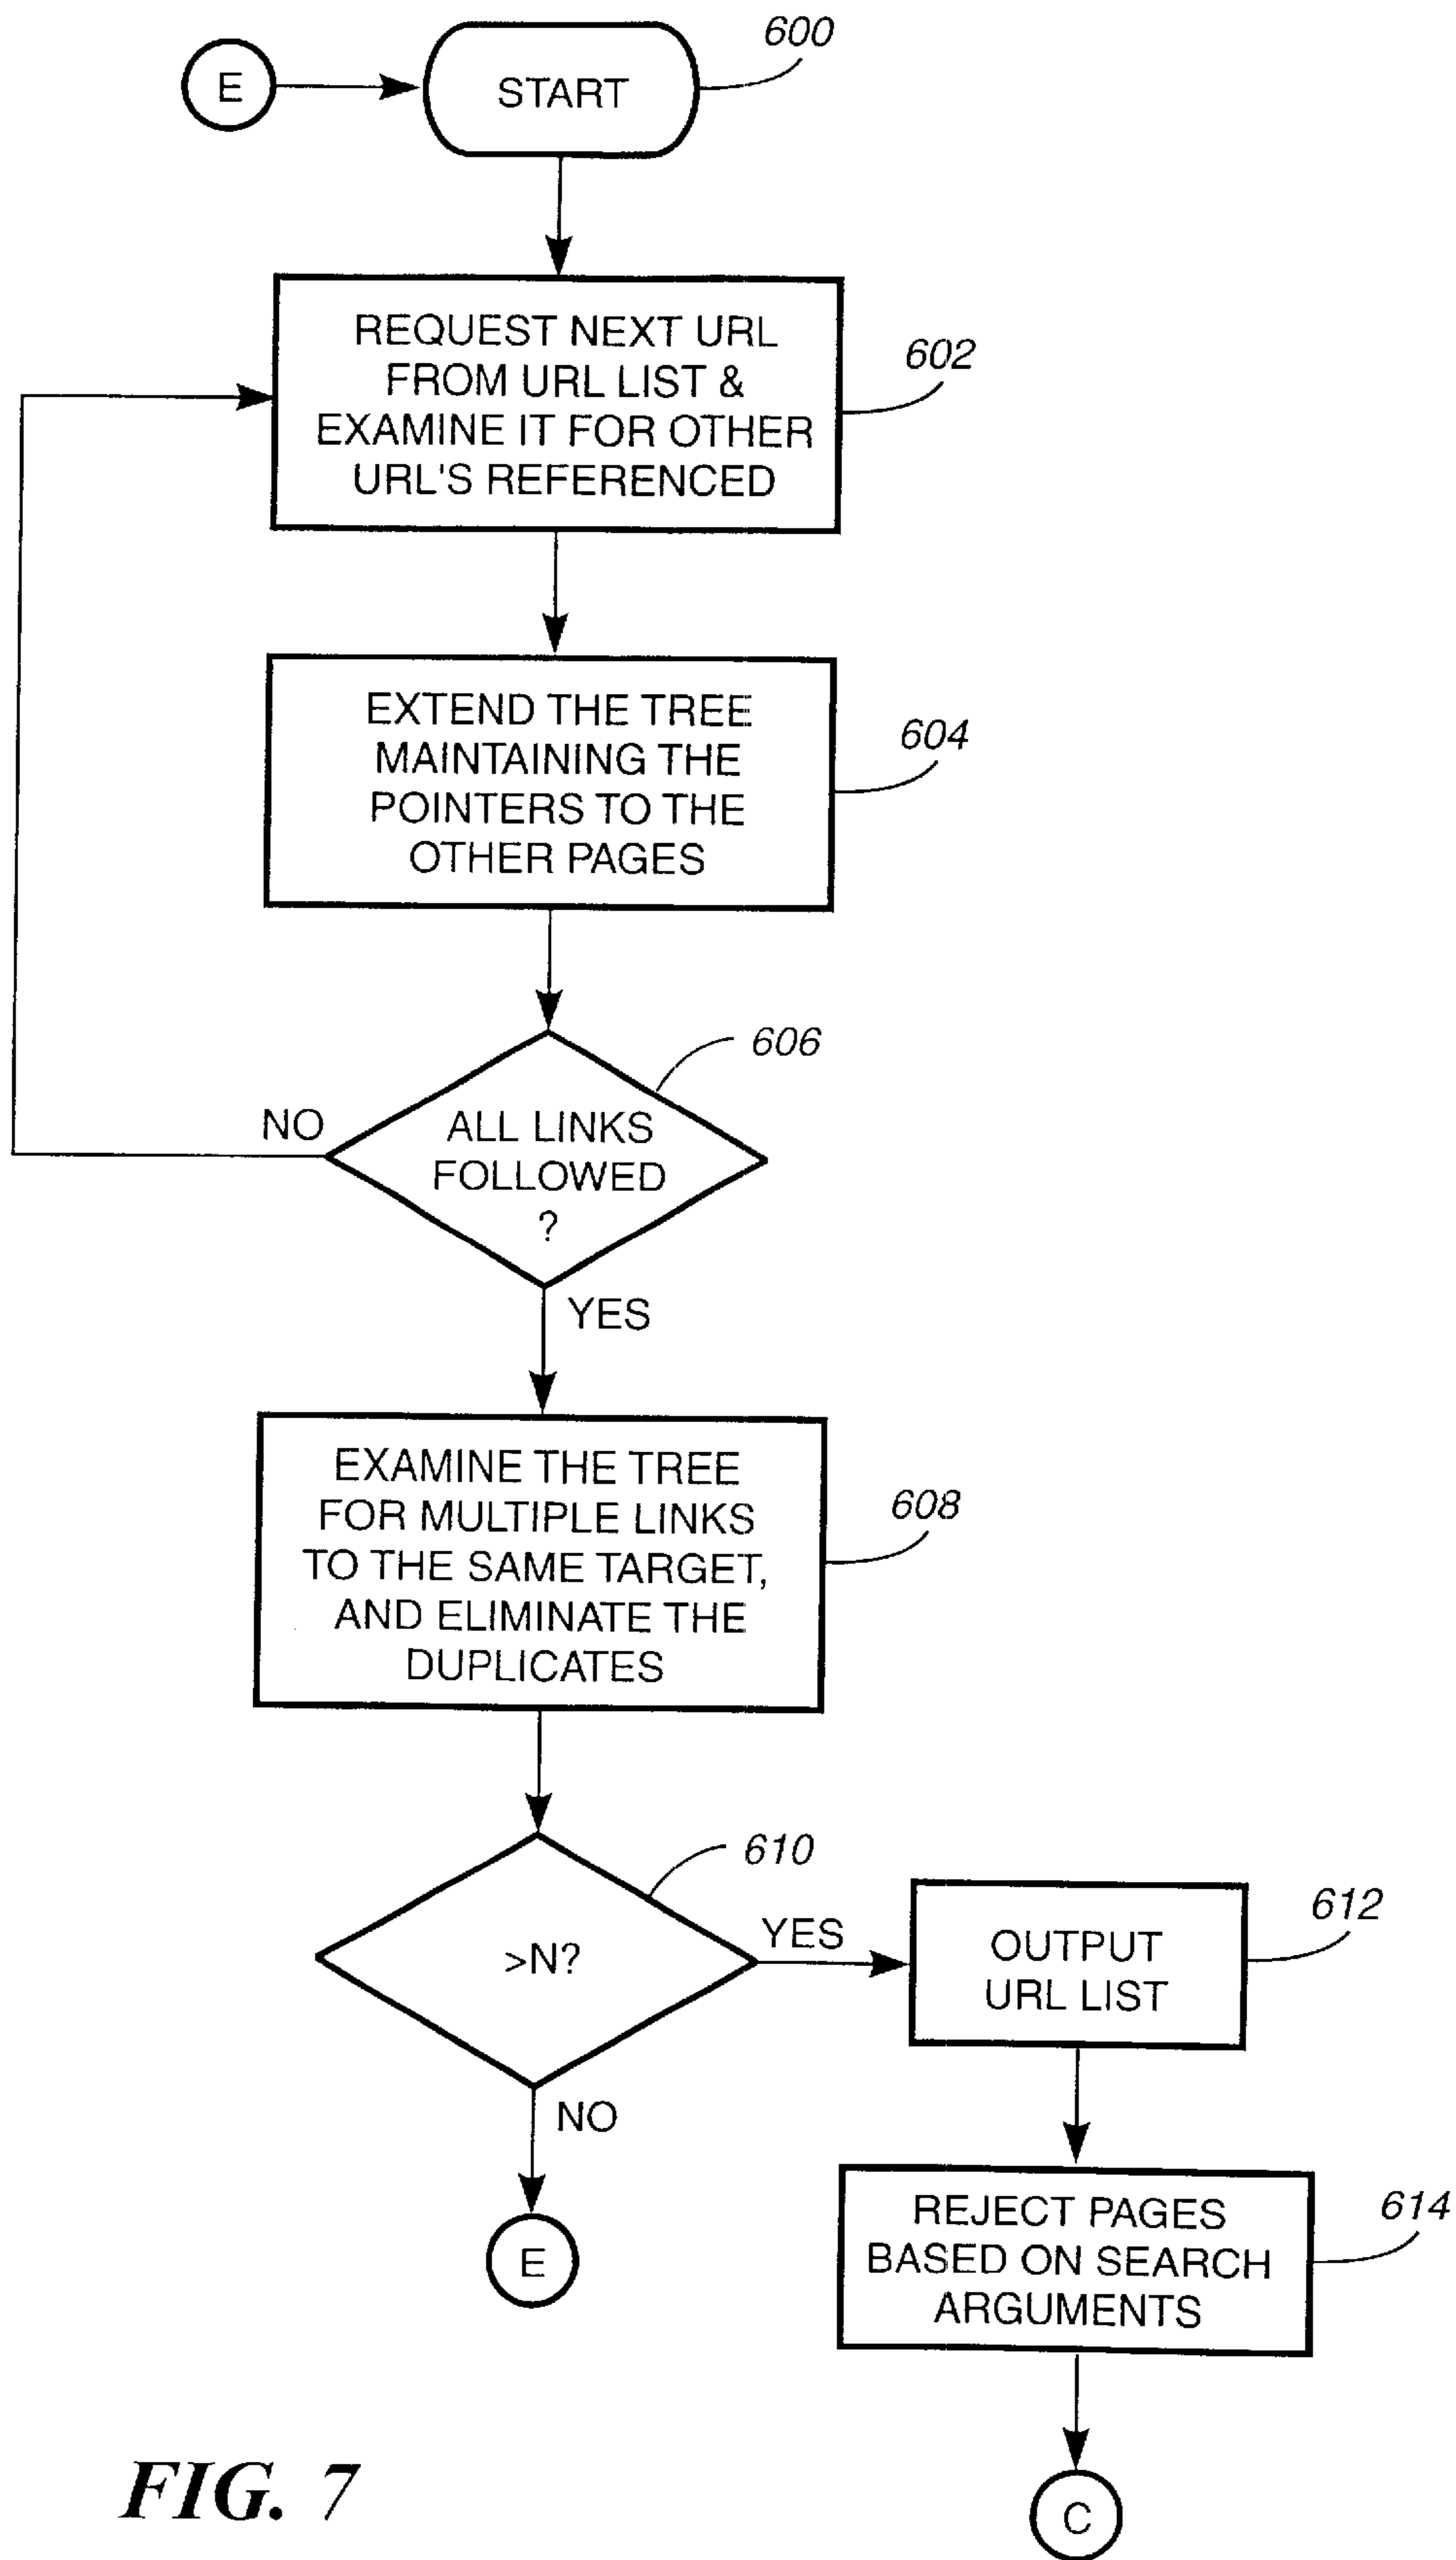 E
START
600
REQUEST NEXT URL
FROM URL LIST &
EXAMINE IT FOR OTHER
URL'S REFERENCED
602
EXTEND THE TREE
MAINTAINING THE
POINTERS TO THE
OTHER PAGES
604
606
ALL LINKS
FOLLOWED
?
NO
YES
EXAMINE THE TREE
FOR MULTIPLE LINKS
TO THE SAME TARGET,
AND ELIMINATE THE
DUPLICATES
608
610
>N?
YES
NO
E
OUTPUT
URL LIST
612
REJECT PAGES
BASED ON SEARCH
ARGUMENTS
614
C
FIG. 7